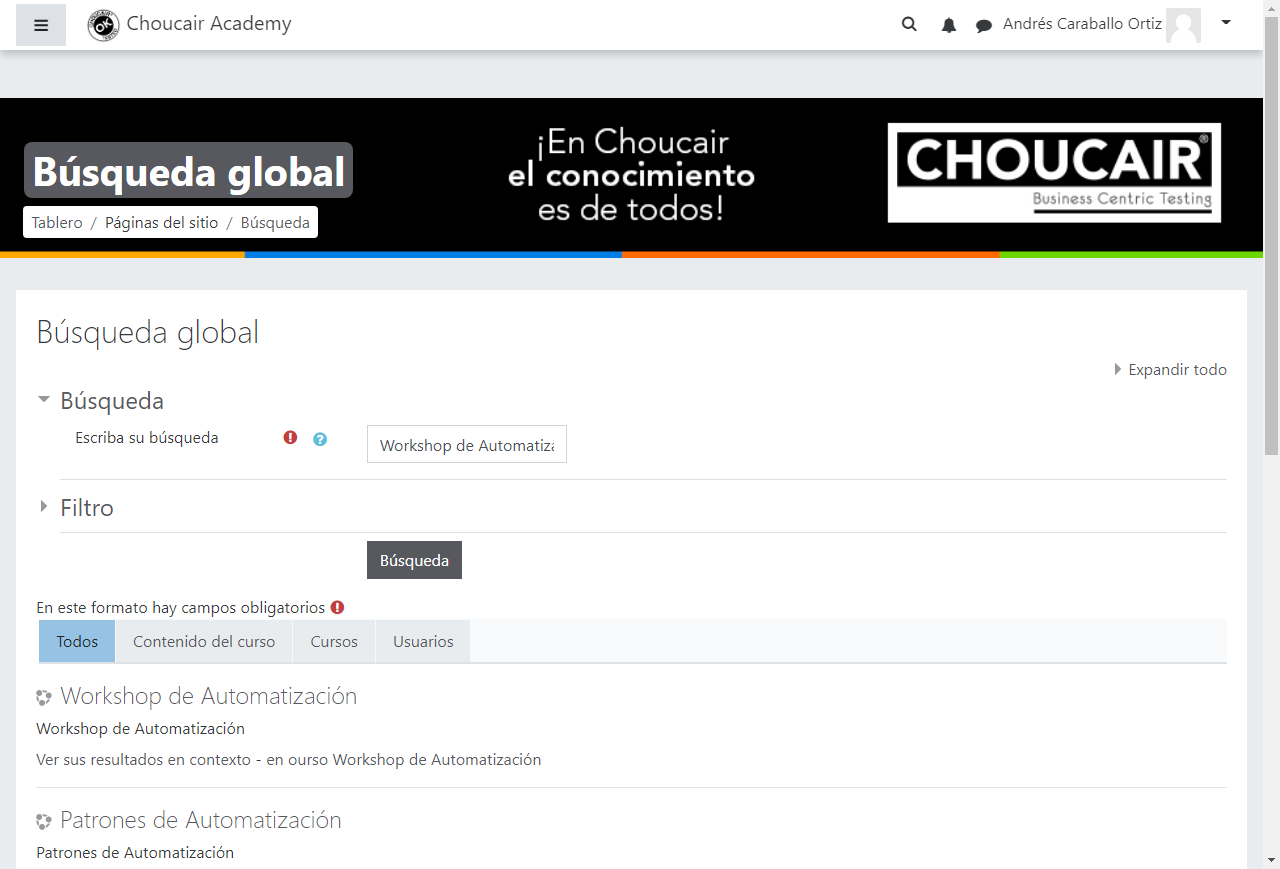 Choucair Academy
Andrés Caraballo Ortiz
Búsqueda global
Tablero / Páginas del sitio / Búsqueda
¡En Choucair
el conocimiento
es de todos!
CHOUCAIR®
Business Centric Testing
Búsqueda global
Expandir todo
Búsqueda
Escriba su búsqueda
Workshop de Automatiza
Filtro
Búsqueda
En este formato hay campos obligatorios
Todos Contenido del curso Cursos Usuarios
Workshop de Automatización
Workshop de Automatización
Ver sus resultados en contexto - en ourso Workshop de Automatización
Patrones de Automatización
Patrones de Automatización